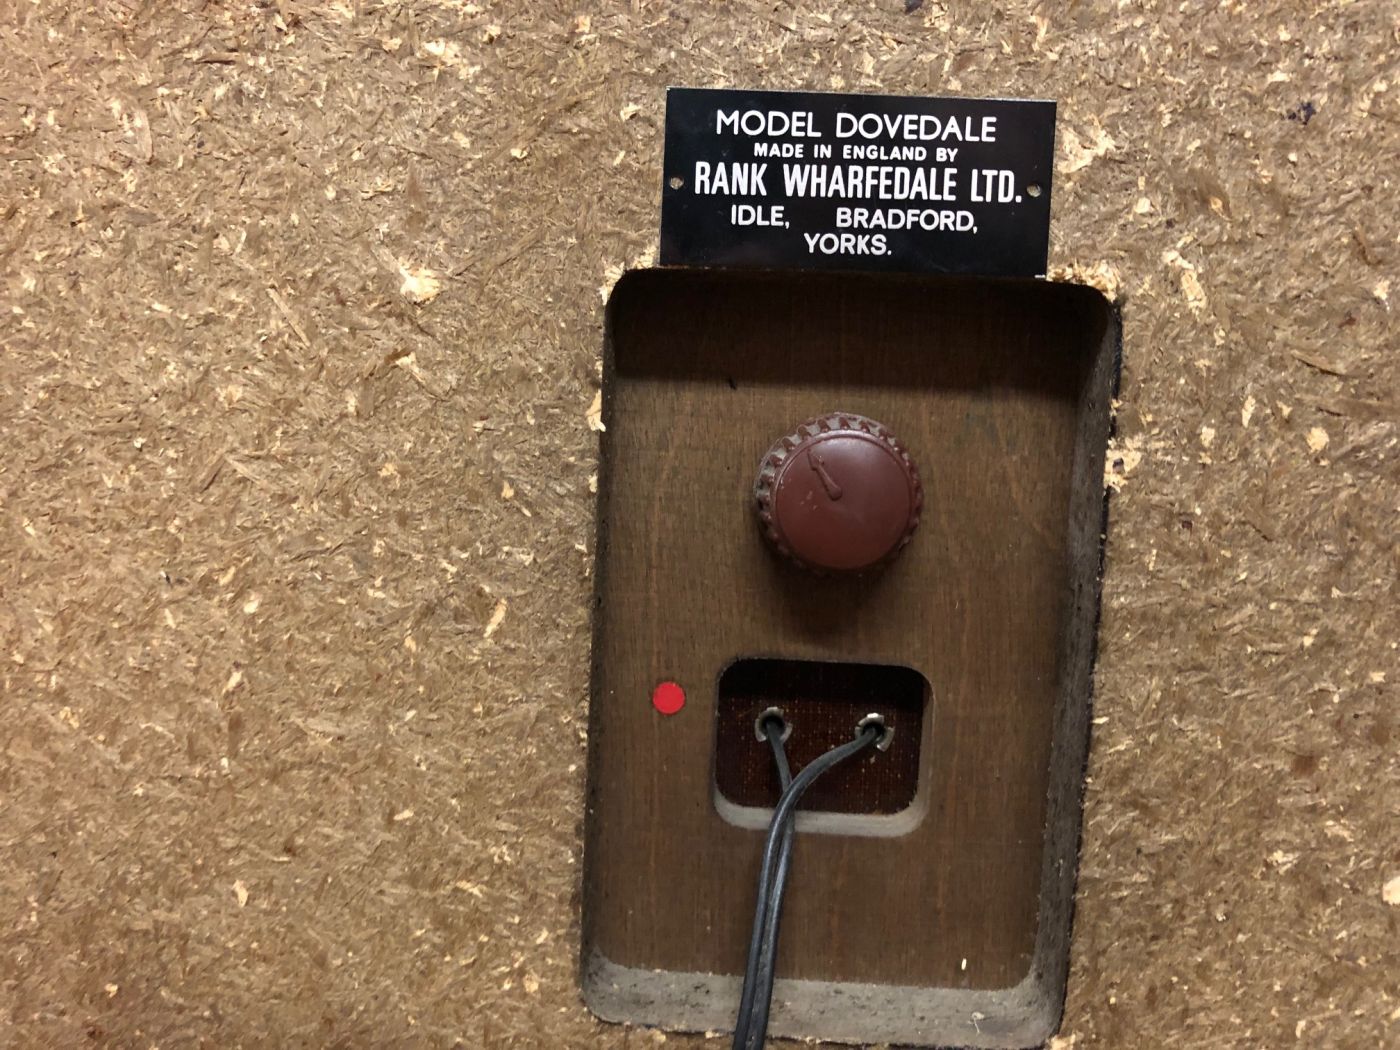 MODEL DOVEDALE
MADE IN ENGLAND BY
RANK WHARFEDALE LTD.
IDLE, BRADFORD,
YORKS.